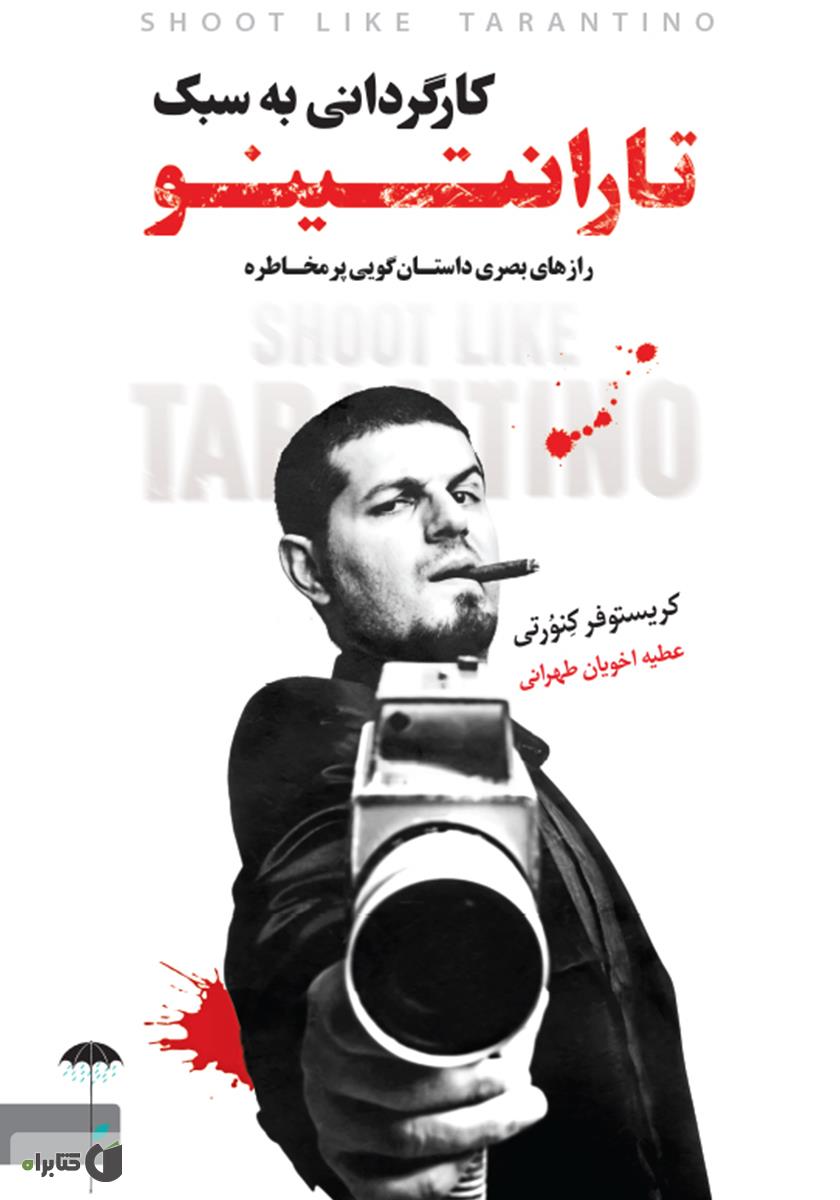 SHOOT LIKE TARANTINO
کارگردانی به سبک
تارانتینو
رازهای بصری داستان‌گویی پرمخاطره
SHOOT LIKE
TARANTINO
کریستوفر کِنوُرتی
عطیه اخویان طهرانی
کتابراه